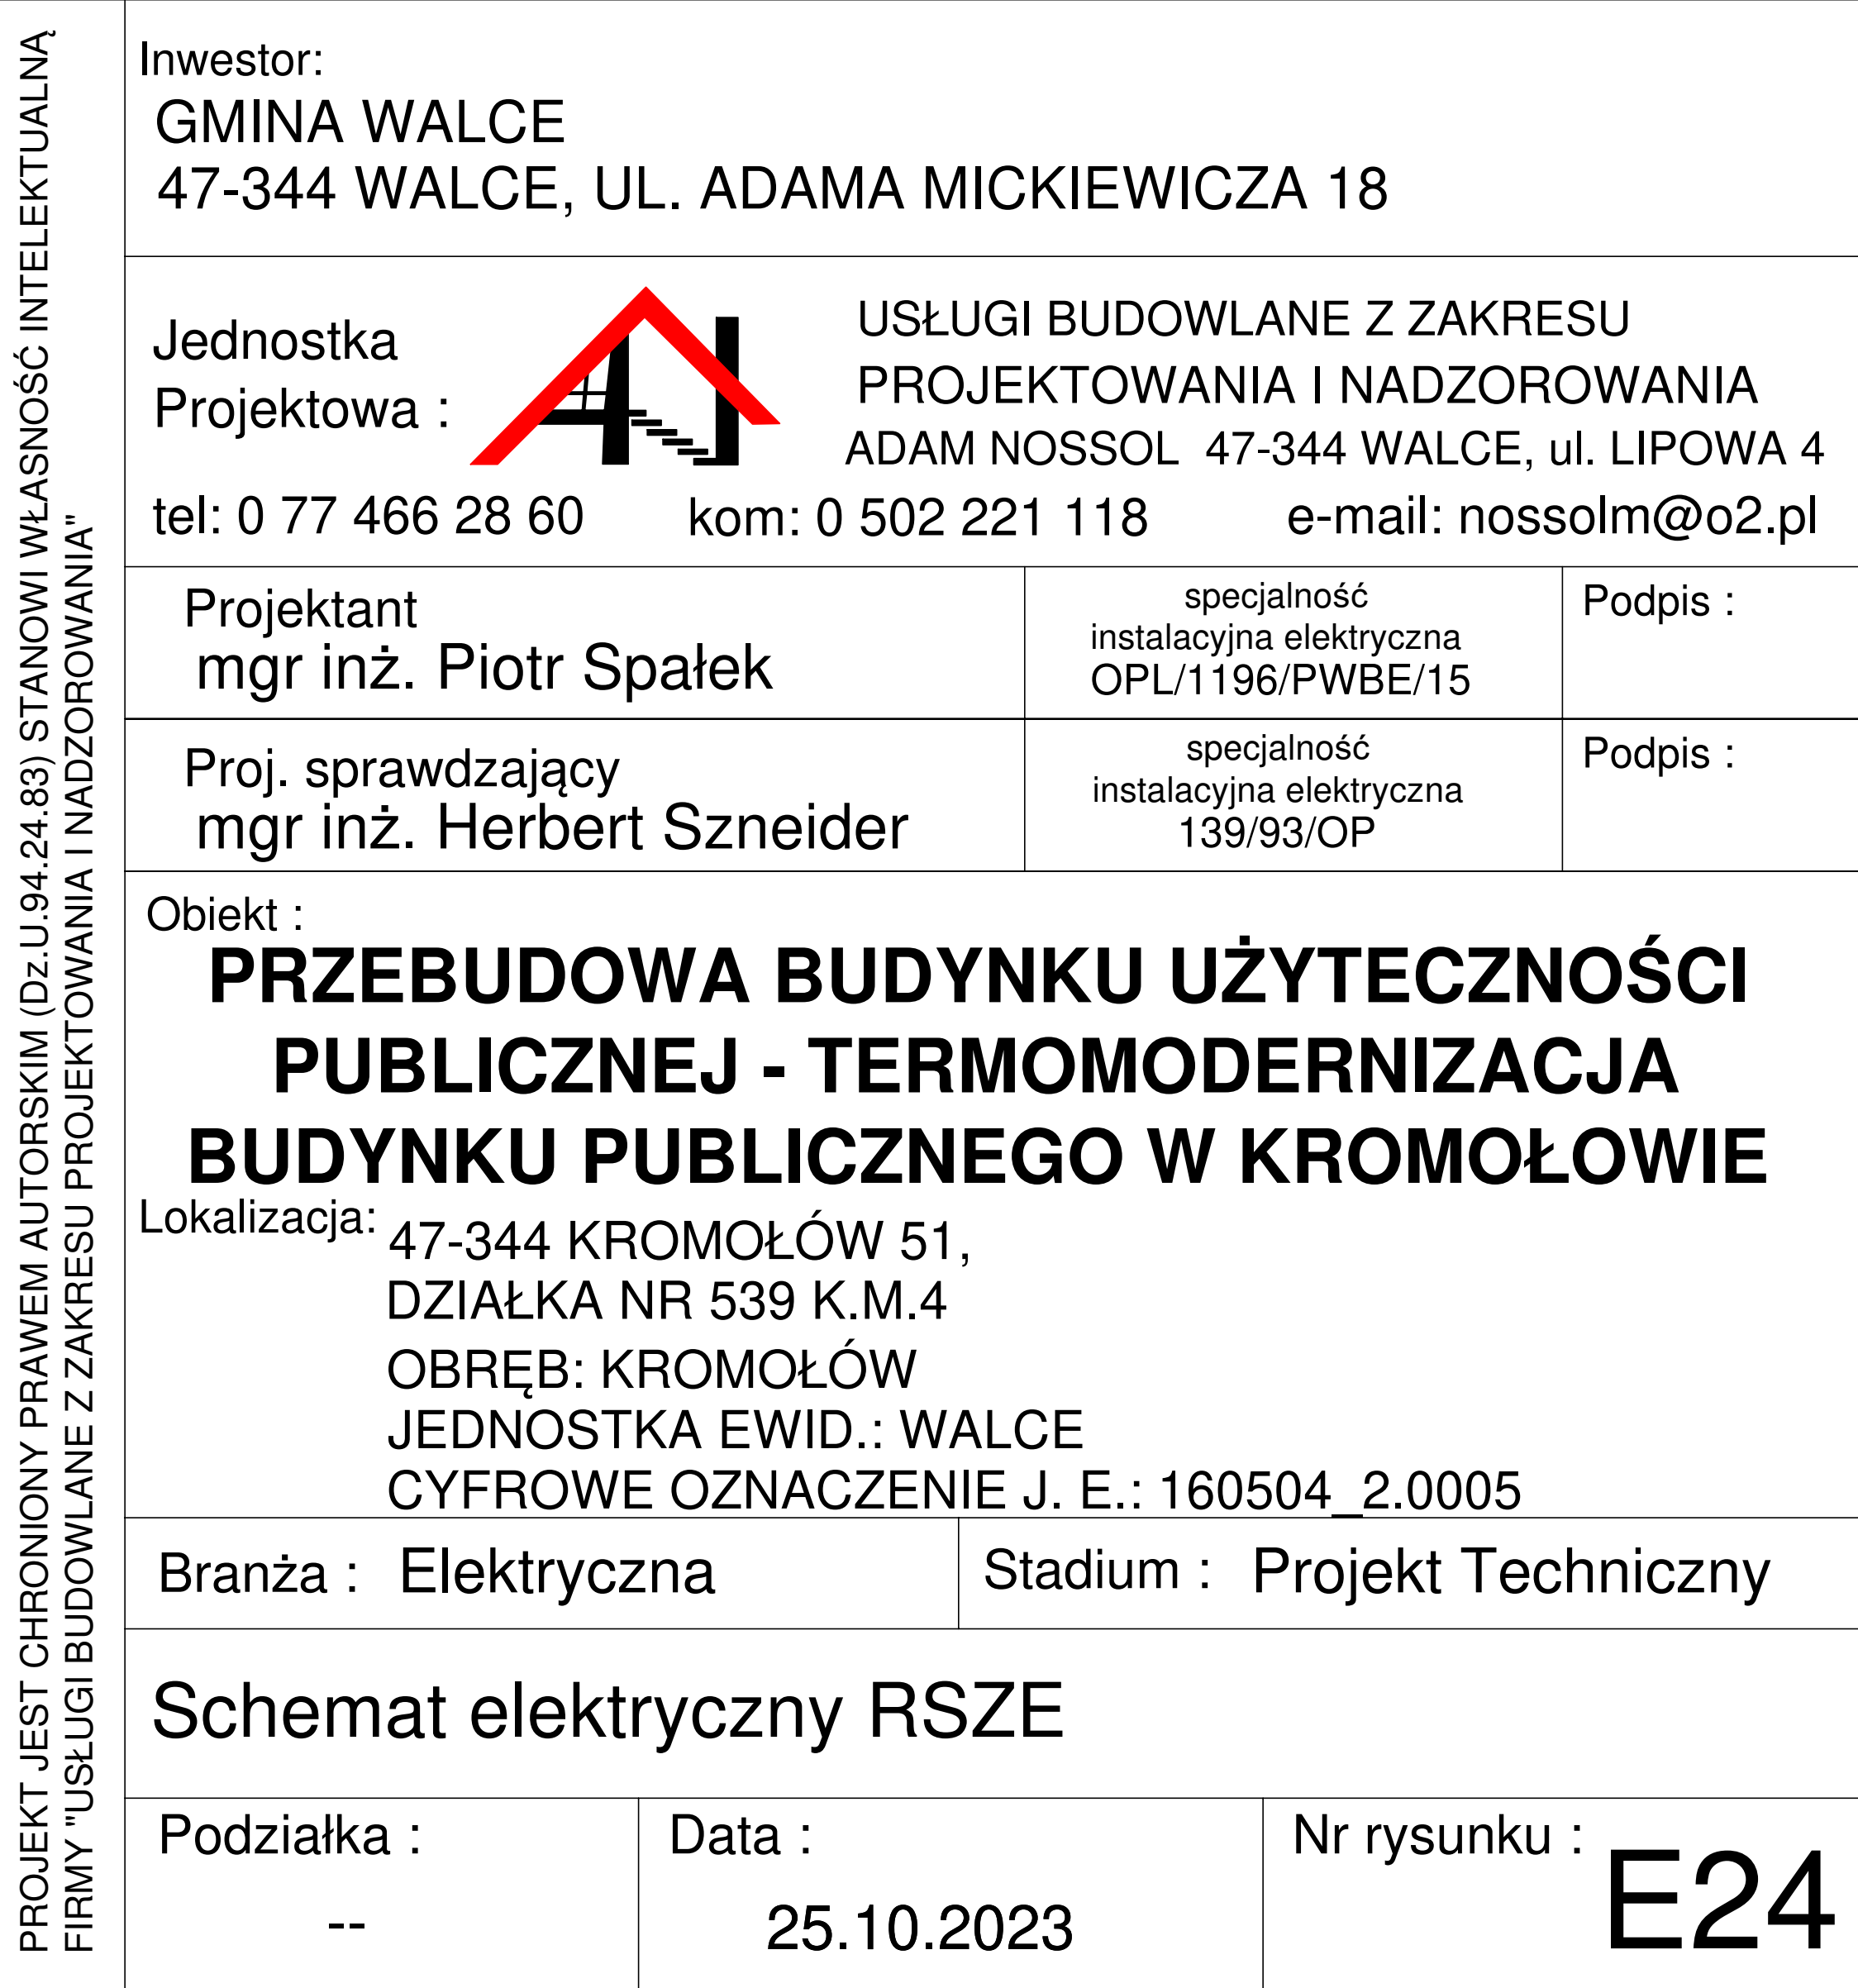 PROJEKT JEST CHRONIONY PRAWEM AUTORSKIM (Dz.U.94.24.83) STANOWI WŁASNOŚĆ INTELEKTUALNĄ
FIRMY "USŁUGI BUDOWLANE Z ZAKRESU PROJEKTOWANIA I NADZOROWANIA"
Inwestor:
GMINA WALCE
47-344 WALCE, UL. ADAMA MICKIEWICZA 18
Jednostka
Projektowa :
USŁUGI BUDOWLANE Z ZAKRESU
PROJEKTOWANIA I NADZOROWANIA
ADAM NOSSOL 47-344 WALCE, ul. LIPOWA 4
tel: 0 77 466 28 60 kom: 0 502 221 118 e-mail: nossolm@o2.pl
Projektant
mgr inż. Piotr Spałek
specjalność
instalacyjna elektryczna
OPL/1196/PWBE/15
Podpis :
Proj. sprawdzający
mgr inż. Herbert Szneider
specjalność
instalacyjna elektryczna
139/93/OP
Podpis :
Obiekt :
PRZEBUDOWA BUDYNKU UŻYTECZNOŚCI
PUBLICZNEJ - TERMOMODERNIZACJA
BUDYNKU PUBLICZNEGO W KROMOŁOWIE
Lokalizacja: 47-344 KROMOŁÓW 51,
DZIAŁKA NR 539 K.M.4
OBRĘB: KROMOŁÓW
JEDNOSTKA EWID.: WALCE
CYFROWE OZNACZENIE J. E.: 160504_2.0005
Branża : Elektryczna
Stadium : Projekt Techniczny
Schemat elektryczny RSZE
Podziałka :
--
Data :
25.10.2023
Nr rysunku :
E24